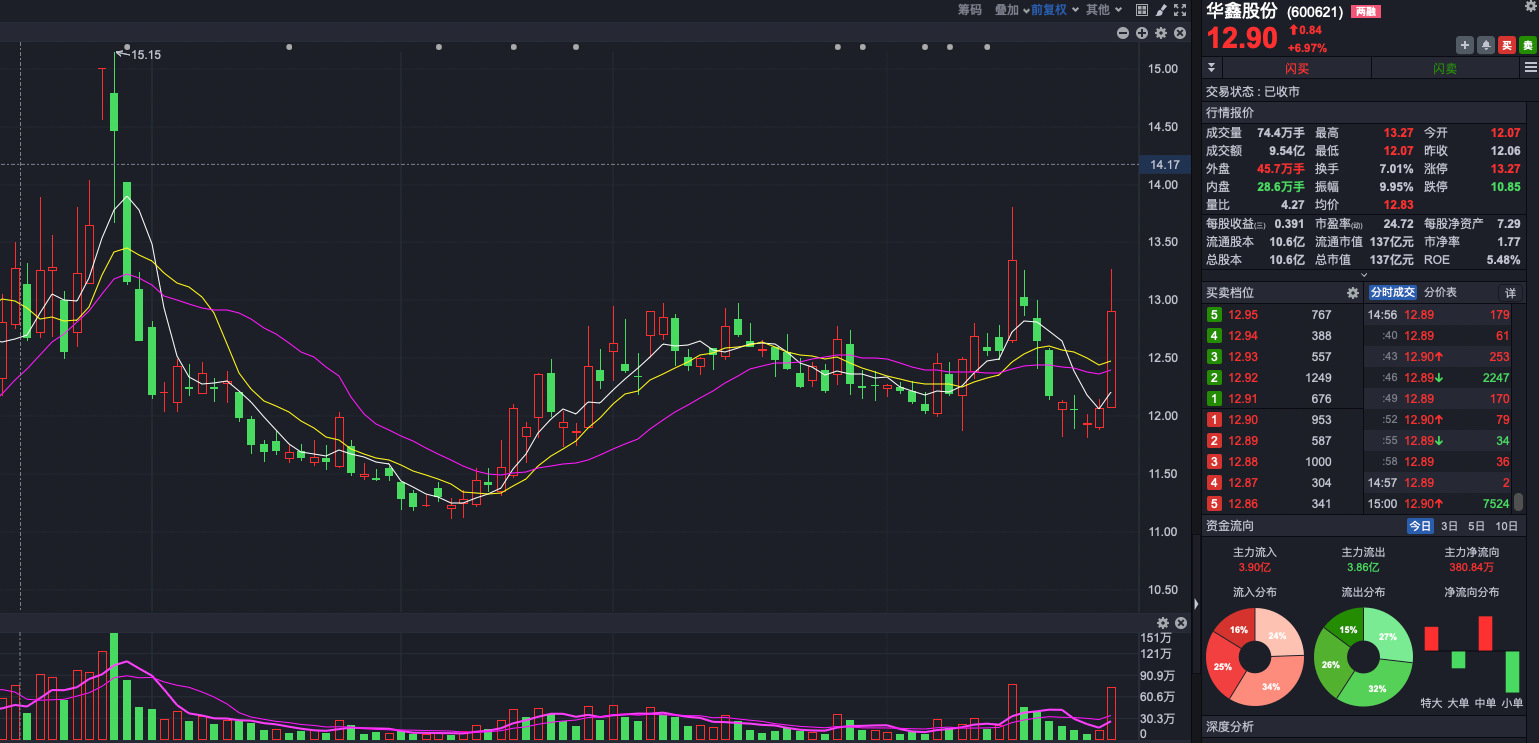 筹码 叠加 前复权 其他
15.15
15.00
14.50
14.17
14.00
13.50
13.00
12.50
12.00
11.50
11.00
10.50
151万
121万
90.9万
60.6万
30.3万
0
华鑫股份 (600621) 两融
12.90 0.84
+6.97%
买 卖
闪买 闪卖
交易状态 : 已收市
行情报价
成交量 74.4万手 最高 13.27 今开 12.07
成交额 9.54亿 最低 12.07 昨收 12.06
外盘 45.7万手 换手 7.01% 涨停 13.27
内盘 28.6万手 振幅 9.95% 跌停 10.85
量比 4.27 均价 12.83
每股收益(三) 0.391 市盈率(动) 24.72 每股净资产 7.29
流通股本 10.6亿 流通市值 137亿元 市净率 1.77
总股本 10.6亿 总市值 137亿元 ROE 5.48%
买卖档位 分时成交 分价表 详
5 12.95 767 14:56 12.89 179
4 12.94 388 :40 12.89 61
3 12.93 557 :43 12.90↑ 253
2 12.92 1249 :46 12.89↓ 2247
1 12.91 676 :49 12.89 170
1 12.90 953 :52 12.90↑ 79
2 12.89 587 :55 12.89↓ 34
3 12.88 1000 :58 12.89 36
4 12.87 304 14:57 12.89 2
5 12.86 341 15:00 12.90↑ 7524
资金流向 今日 3日 5日 10日
主力流入 主力流出 主力净流向
3.90亿 3.86亿 380.84万
流入分布 流出分布 净流向分布
16% 24% 25% 34%
15% 27% 26% 32%
特大 大单 中单 小单
深度分析